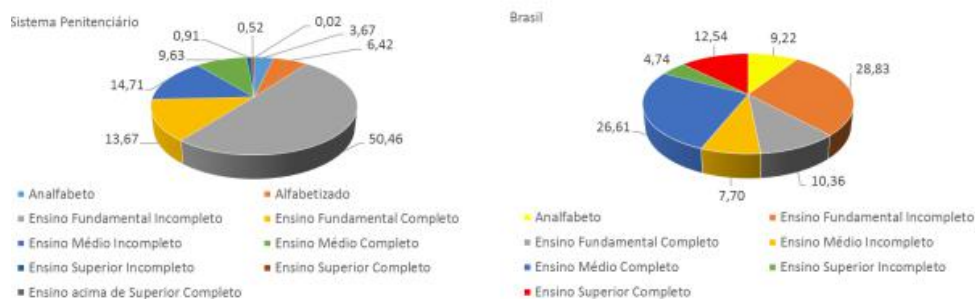 Sistema Penitenciário
0,91
0,52
0,02
3,67
6,42
9,63
14,71
13,67
50,46
Analfabeto
Alfabetizado
Ensino Fundamental Incompleto
Ensino Fundamental Completo
Ensino Médio Incompleto
Ensino Médio Completo
Ensino Superior Incompleto
Ensino Superior Completo
Ensino acima de Superior Completo
Brasil
12,54
9,22
4,74
28,83
26,61
10,36
7,70
Analfabeto
Ensino Fundamental Incompleto
Ensino Fundamental Completo
Ensino Médio Incompleto
Ensino Médio Completo
Ensino Superior Incompleto
Ensino Superior Completo